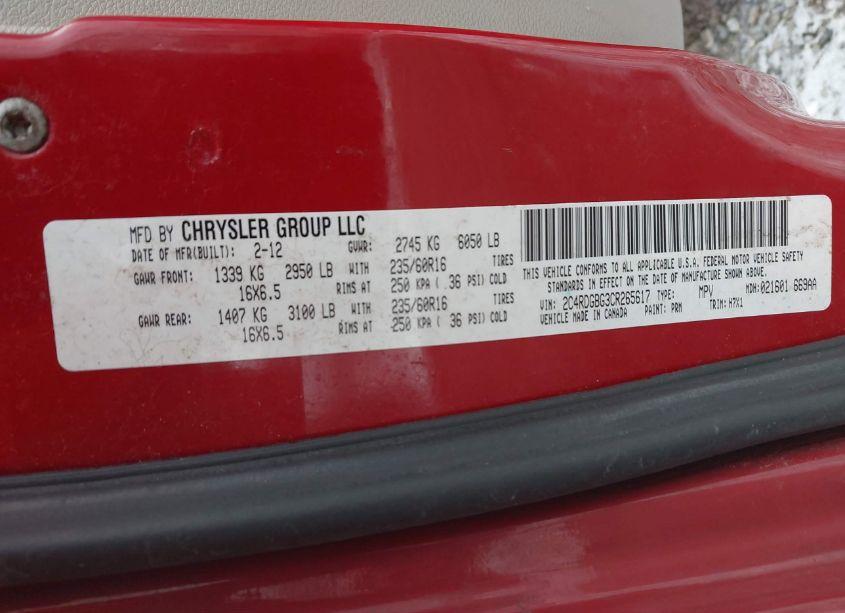 MFD BY CHRYSLER GROUP LLC
DATE OF MFR(BUILT): 2-12 GVWR: 2745 KG 6050 LB
GAWR FRONT: 1339 KG 2950 LB WITH 235/60R16 TIRES
16X6.5 RIMS AT 250 KPA ( 36 PSI) COLD
GAWR REAR: 1407 KG 3100 LB WITH 235/60R16 TIRES
16X6.5 RIMS AT 250 KPA ( 36 PSI) COLD
THIS VEHICLE CONFORMS TO ALL APPLICABLE U.S.A. FEDERAL MOTOR VEHICLE SAFETY
STANDARDS IN EFFECT ON THE DATE OF MANUFACTURE SHOWN ABOVE.
VIN: 2C4RDGBG3CR265617 TYPE: MPV MDH: 021601 669AA
VEHICLE MADE IN CANADA PAINT: PRM TRIM: H7X1